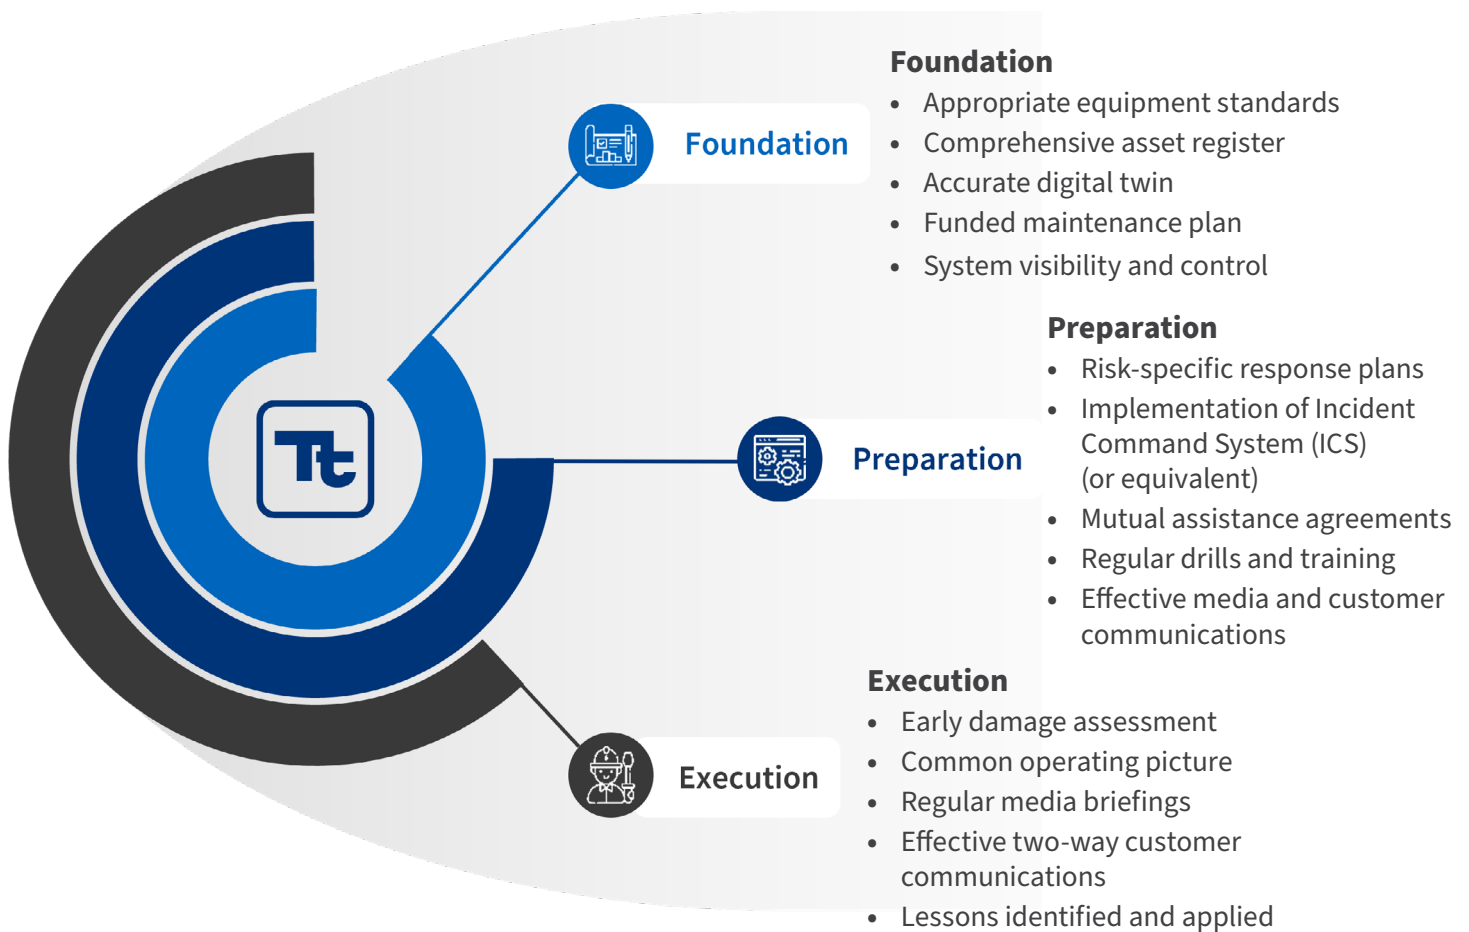 Foundation
Foundation
• Appropriate equipment standards
• Comprehensive asset register
• Accurate digital twin
• Funded maintenance plan
• System visibility and control
Tt
Preparation
Preparation
• Risk-specific response plans
• Implementation of Incident
Command System (ICS)
(or equivalent)
• Mutual assistance agreements
• Regular drills and training
• Effective media and customer
communications
Execution
Execution
• Early damage assessment
• Common operating picture
• Regular media briefings
• Effective two-way customer
communications
• Lessons identified and applied